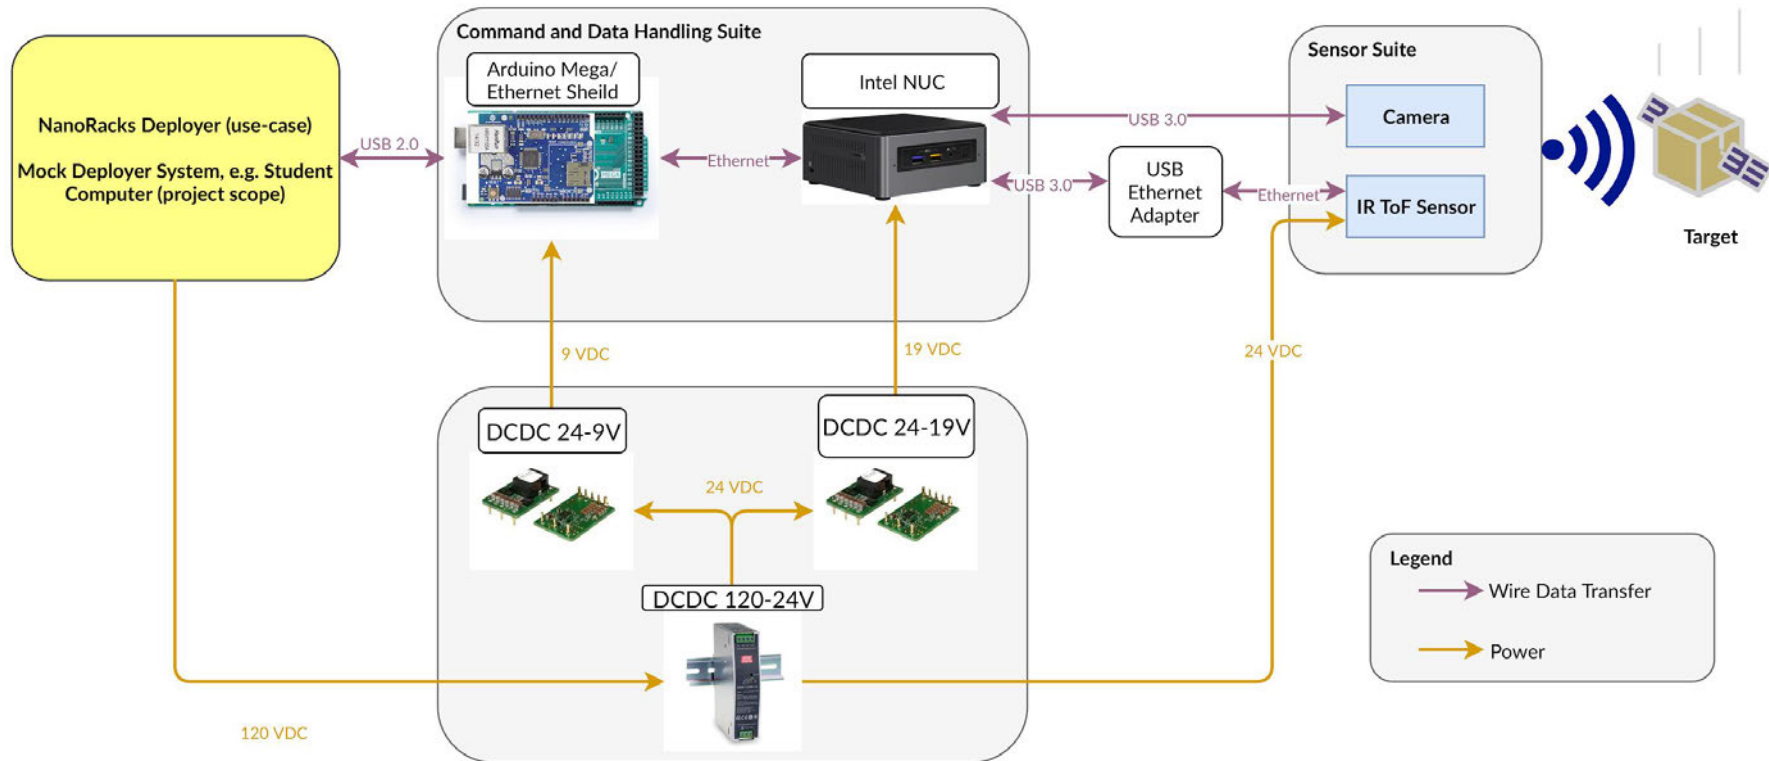 NanoRacks Deployer (use-case)
Mock Deployer System, e.g. Student
Computer (project scope)
USB 2.0
Command and Data Handling Suite
Arduino Mega/
Ethernet Sheild
Ethernet
Intel NUC
USB 3.0
USB 3.0
USB
Ethernet
Adapter
Ethernet
Sensor Suite
Camera
IR ToF Sensor
Target
9 VDC
19 VDC
24 VDC
DCDC 24-9V
DCDC 24-19V
24 VDC
DCDC 120-24V
120 VDC
Legend
Wire Data Transfer
Power